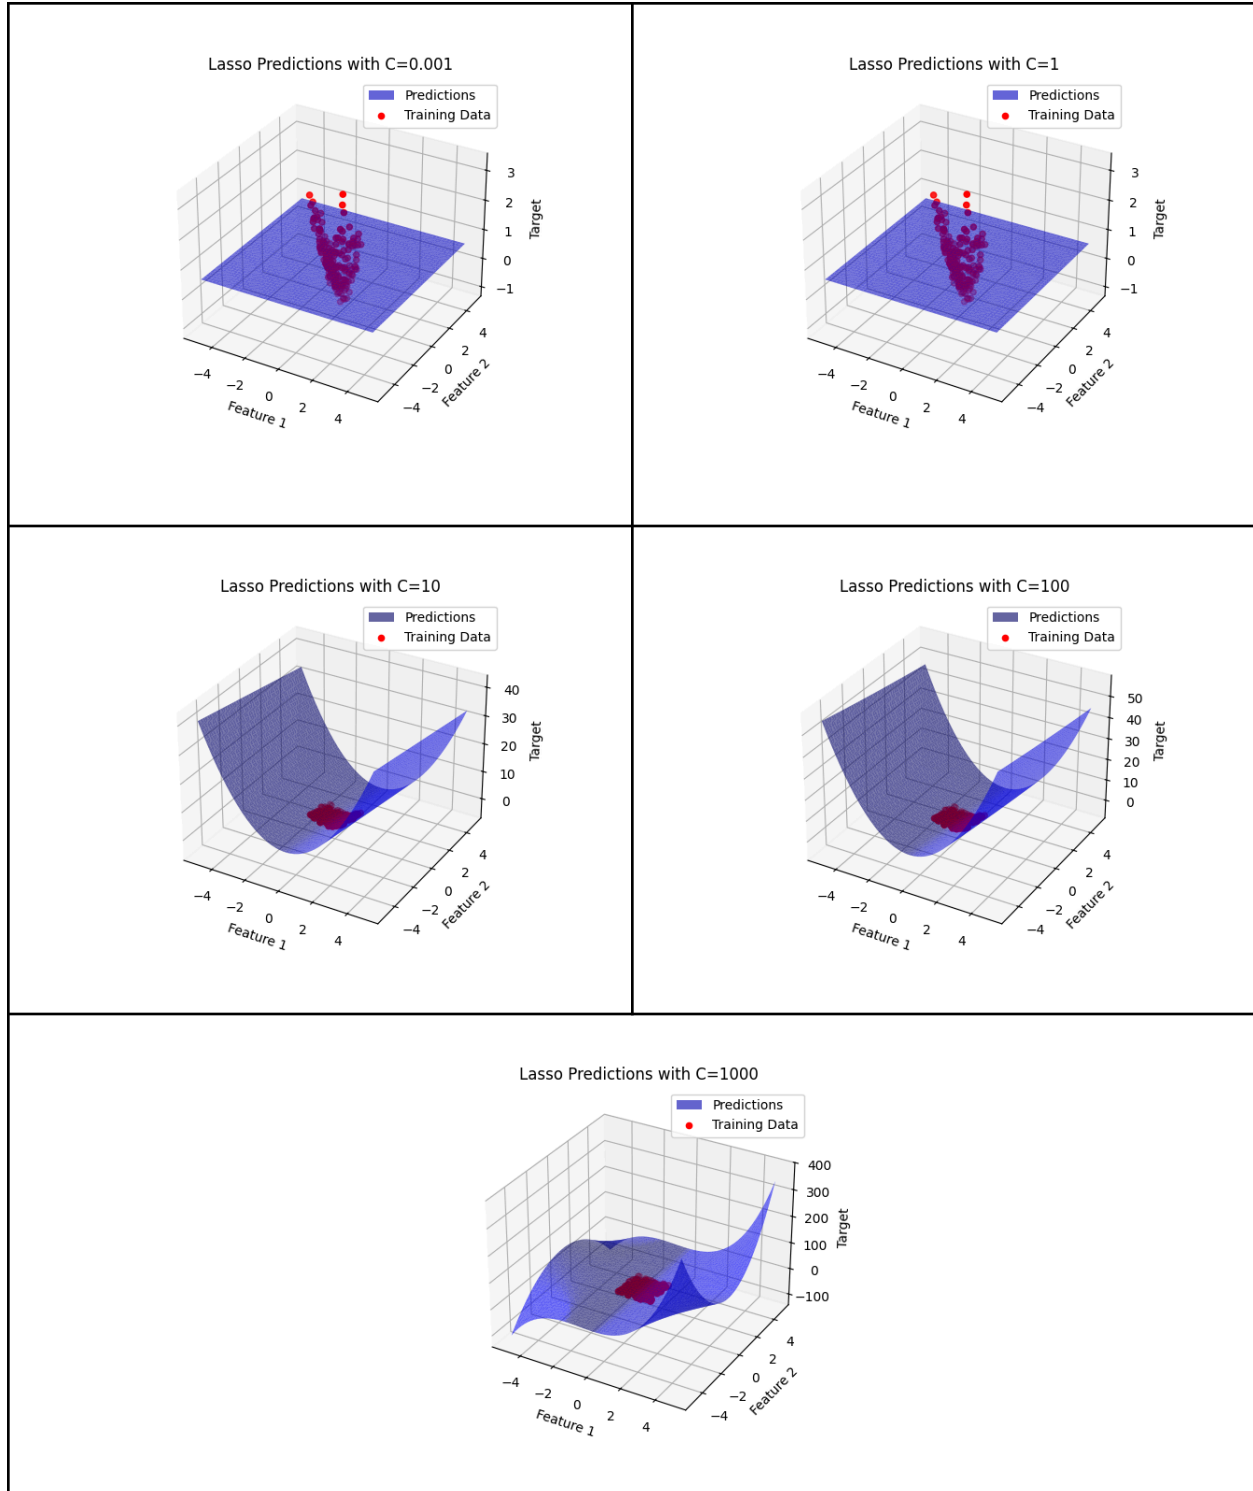 Lasso Predictions with C=0.001
Predictions
Training Data
3
2
1
0
−1
Target
4
2
0
−2
−4
Feature 2
−4
−2
0
2
4
Feature 1
Lasso Predictions with C=1
Predictions
Training Data
3
2
1
0
−1
Target
4
2
0
−2
−4
Feature 2
−4
−2
0
2
4
Feature 1
Lasso Predictions with C=10
Predictions
Training Data
40
30
20
10
0
Target
4
2
0
−2
−4
Feature 2
−4
−2
0
2
4
Feature 1
Lasso Predictions with C=100
Predictions
Training Data
50
40
30
20
10
0
Target
4
2
0
−2
−4
Feature 2
−4
−2
0
2
4
Feature 1
Lasso Predictions with C=1000
Predictions
Training Data
400
300
200
100
0
−100
Target
4
2
0
−2
−4
Feature 2
−4
−2
0
2
4
Feature 1